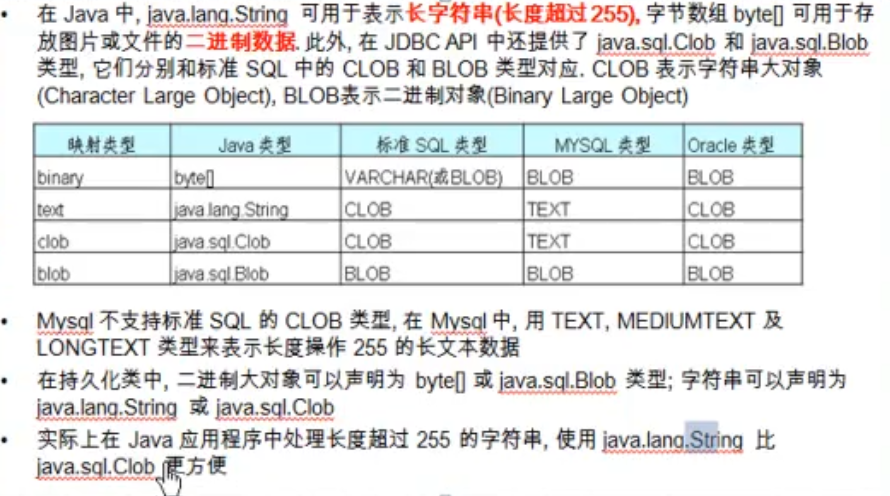 • 在 Java 中, java.lang.String 可用于表示长字符串(长度超过255), 字节数组 byte[] 可用于存
放图片或文件的二进制数据. 此外, 在 JDBC API 中还提供了 java.sql.Clob 和 java.sql.Blob
类型, 它们分别和标准 SQL 中的 CLOB 和 BLOB 类型对应. CLOB 表示字符串大对象
(Character Large Object), BLOB表示二进制对象(Binary Large Object)
映射类型 Java 类型 标准 SQL 类型 MYSQL 类型 Oracle 类型
binary byte[] VARCHAR(或BLOB) BLOB BLOB
text java.lang.String CLOB TEXT CLOB
clob java.sql.Clob CLOB TEXT CLOB
blob java.sql.Blob BLOB BLOB BLOB
• Mysql 不支持标准 SQL 的 CLOB 类型, 在 Mysql 中, 用 TEXT, MEDIUMTEXT 及
LONGTEXT 类型来表示长度操作 255 的长文本数据
• 在持久化类中, 二进制大对象可以声明为 byte[] 或 java.sql.Blob 类型; 字符串可以声明为
java.lang.String 或 java.sql.Clob
• 实际上在 Java 应用程序中处理长度超过 255 的字符串, 使用 java.lang.String 比
java.sql.Clob 更方便